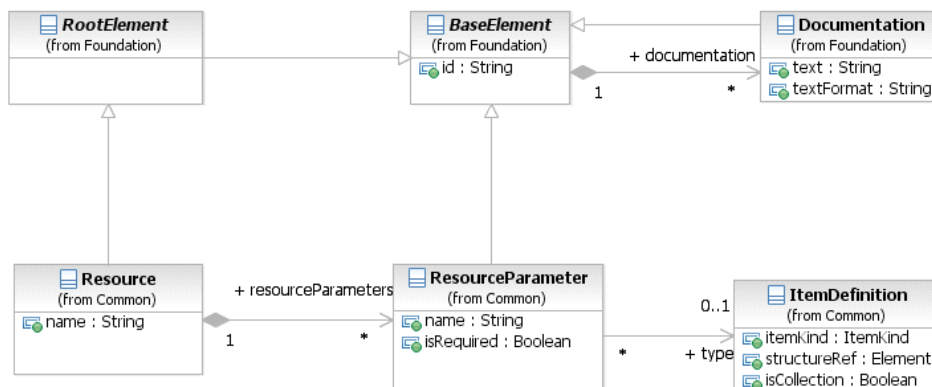 RootElement
(from Foundation)
BaseElement
(from Foundation)
id : String
Documentation
(from Foundation)
text : String
textFormat : String
+ documentation
1
*
Resource
(from Common)
name : String
+ resourceParameters
1
*
ResourceParameter
(from Common)
name : String
isRequired : Boolean
0..1
*
+ type
ItemDefinition
(from Common)
itemKind : ItemKind
structureRef : Element
isCollection : Boolean